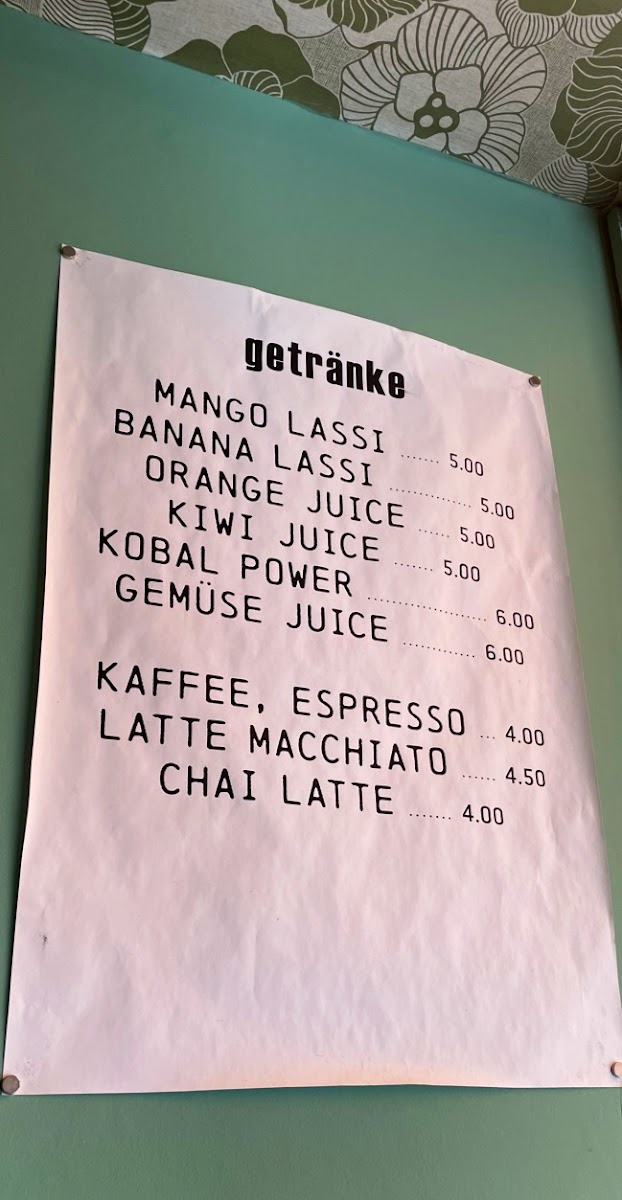 getränke
MANGO LASSI ....... 5.00
BANANA LASSI .............. 5.00
ORANGE JUICE ...... 5.00
KIWI JUICE ....... 5.00
KOBAL POWER ..................... 6.00
GEMÜSE JUICE ............. 6.00
KAFFEE, ESPRESSO ... 4.00
LATTE MACCHIATO ...... 4.50
CHAI LATTE ........ 4.00